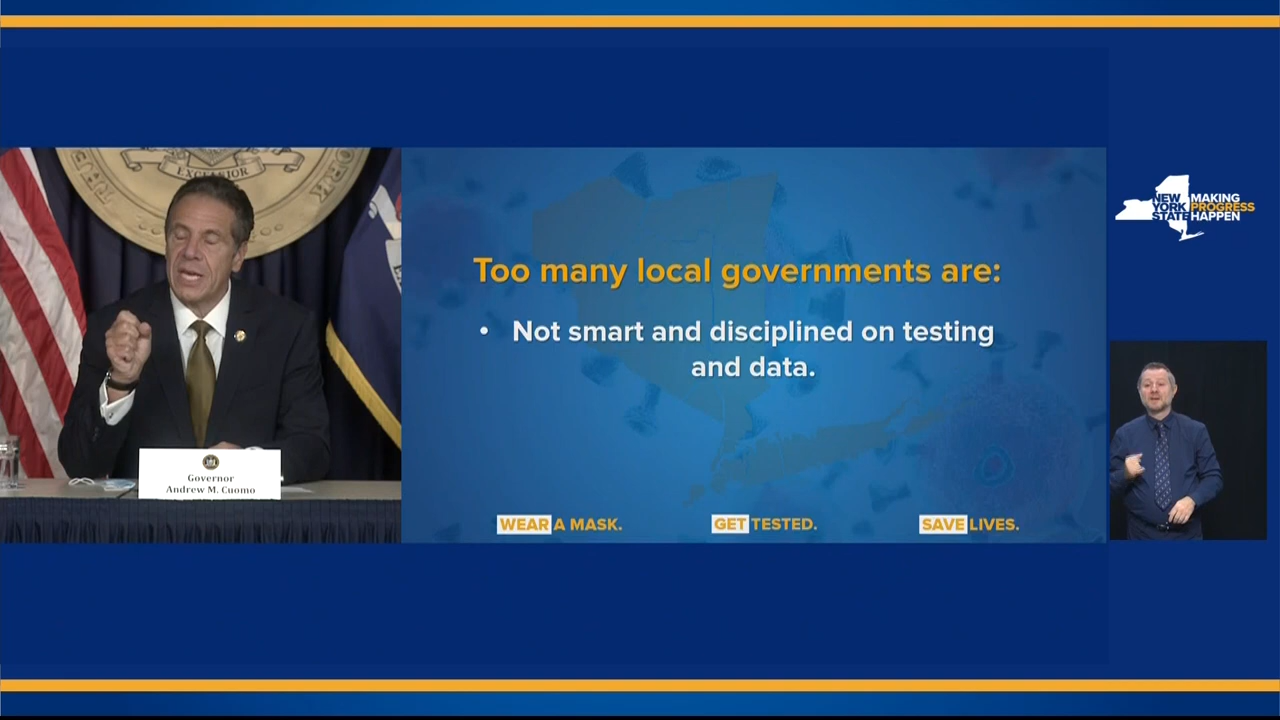 EXCELSIOR
Governor
Andrew M. Cuomo
Too many local governments are:
• Not smart and disciplined on testing
and data.
WEAR A MASK.
GET TESTED.
SAVE LIVES.
NEW
YORK
STATE
MAKING
PROGRESS
HAPPEN